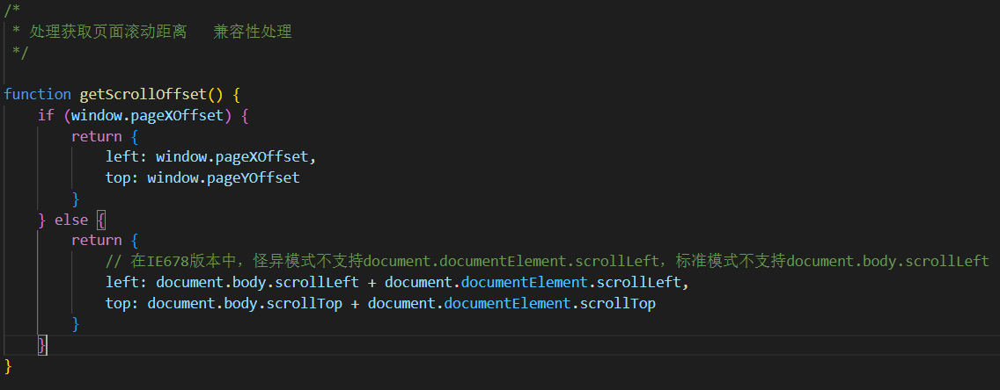 /*
 * 处理获取页面滚动距离   兼容性处理
 */
function getScrollOffset() {
    if (window.pageXOffset) {
        return {
            left: window.pageXOffset,
            top: window.pageYOffset
        }
    } else {
        return {
            // 在IE678版本中，怪异模式不支持document.documentElement.scrollLeft，标准模式不支持document.body.scrollLeft
            left: document.body.scrollLeft + document.documentElement.scrollLeft,
            top: document.body.scrollTop + document.documentElement.scrollTop
        }
    }
}